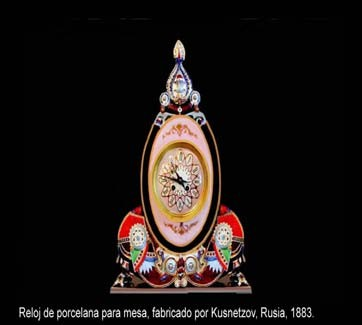 Reloj de porcelana para mesa, fabricado por Kusnetzov, Rusia, 1883.